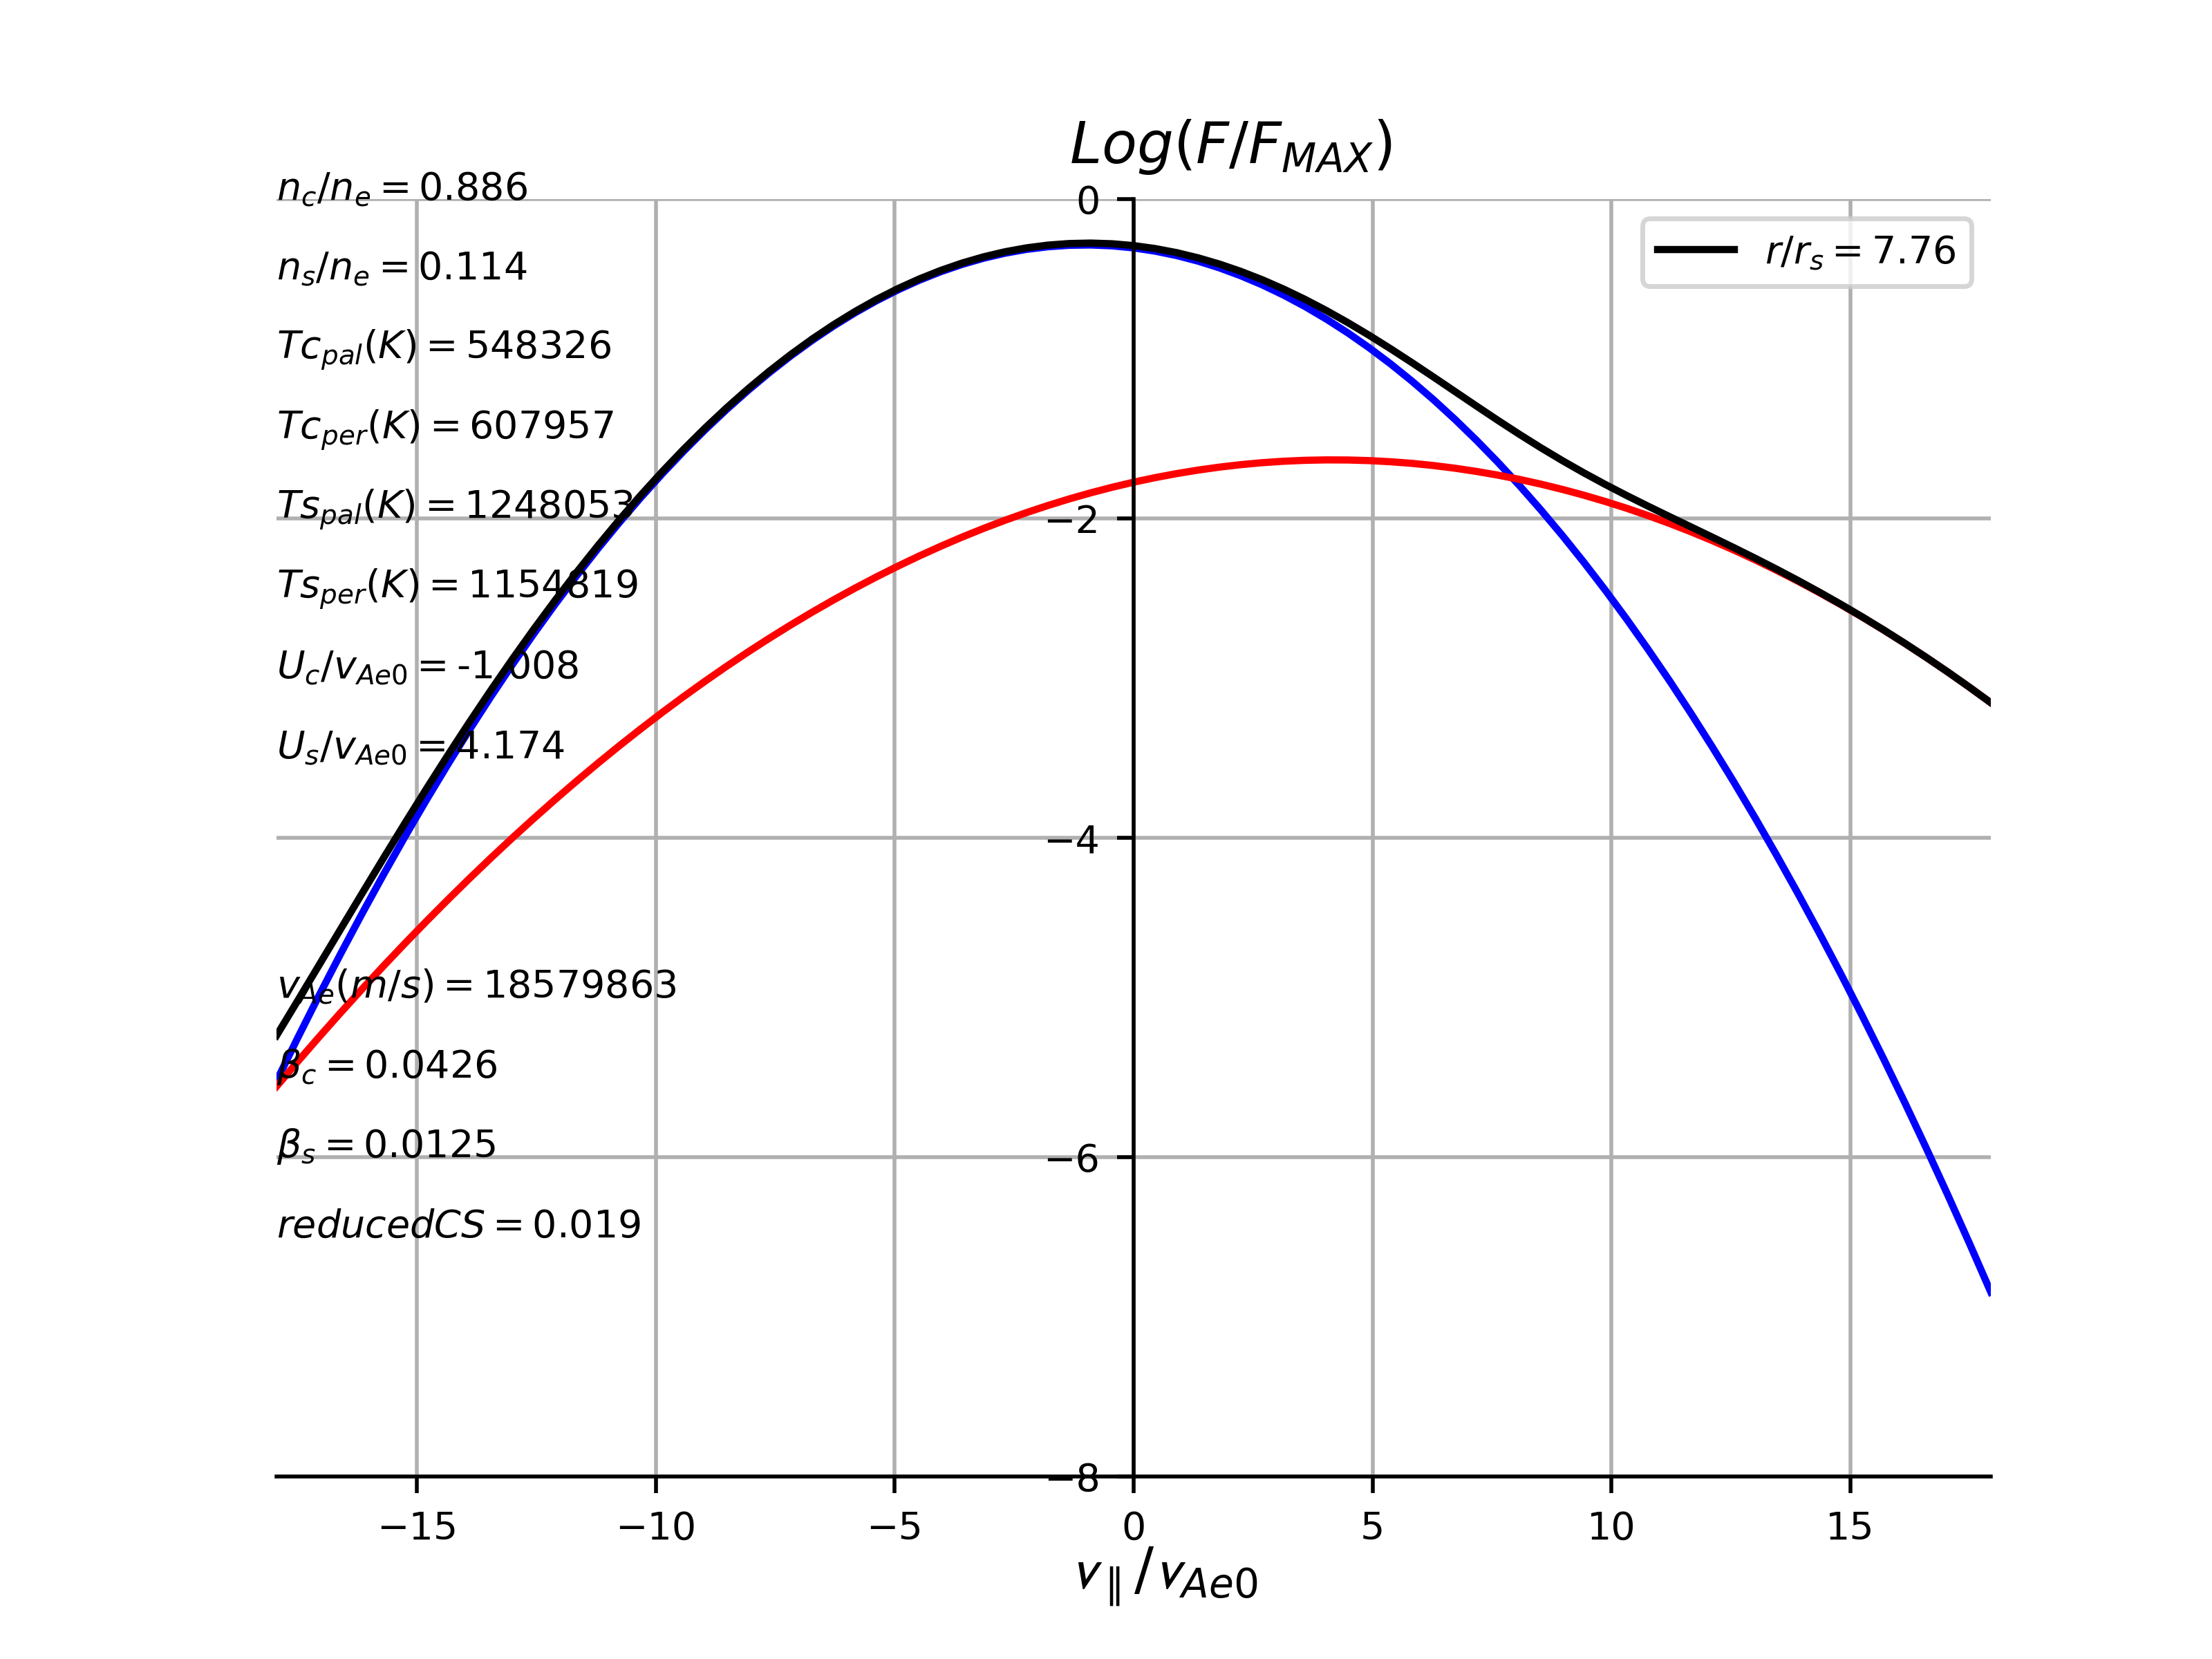 Log(F/F_MAX)
n_c/n_e = 0.886
n_s/n_e = 0.114
Tc_pal(K) = 548326
Tc_per(K) = 607957
Ts_pal(K) = 1248053
Ts_per(K) = 1154819
U_c/v_Ae0 = -1.008
U_s/v_Ae0 = 4.174
v_Ae(m/s) = 18579863
β_c = 0.0426
β_s = 0.0125
reducedCS = 0.019
r/r_s = 7.76
0
−2
−4
−6
−8
−15 −10 −5 0 5 10 15
v_∥/v_Ae0